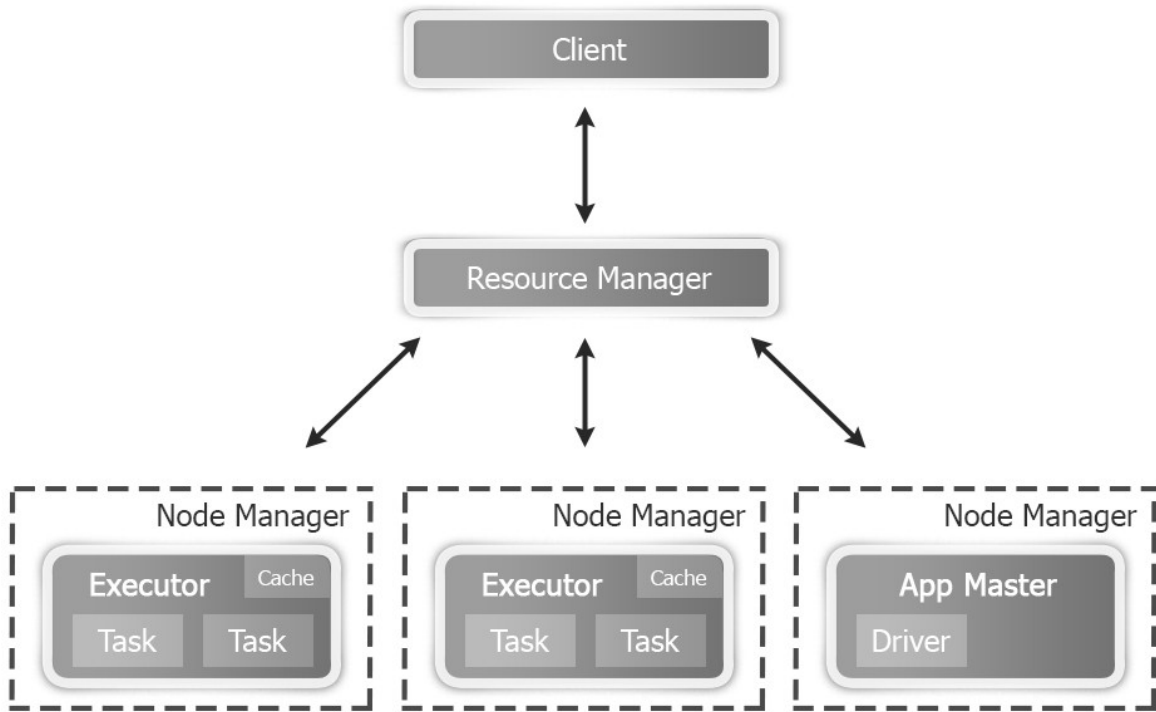 Client
Resource Manager
Node Manager
Executor
Cache
Task Task
Node Manager
Executor
Cache
Task Task
Node Manager
App Master
Driver